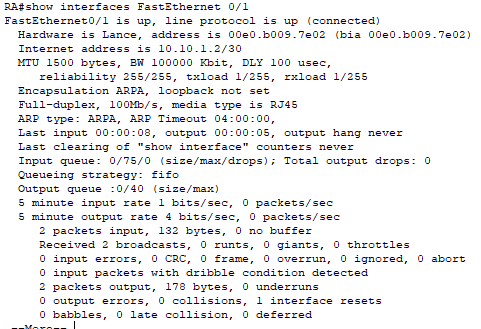 RA#show interfaces FastEthernet 0/1
FastEthernet0/1 is up, line protocol is up (connected)
Hardware is Lance, address is 00e0.b009.7e02 (bia 00e0.b009.7e02)
Internet address is 10.10.1.2/30
MTU 1500 bytes, BW 100000 Kbit, DLY 100 usec,
reliability 255/255, txload 1/255, rxload 1/255
Encapsulation ARPA, loopback not set
Full-duplex, 100Mb/s, media type is RJ45
ARP type: ARPA, ARP Timeout 04:00:00,
Last input 00:00:08, output 00:00:05, output hang never
Last clearing of "show interface" counters never
Input queue: 0/75/0 (size/max/drops); Total output drops: 0
Queueing strategy: fifo
Output queue :0/40 (size/max)
5 minute input rate 1 bits/sec, 0 packets/sec
5 minute output rate 4 bits/sec, 0 packets/sec
2 packets input, 132 bytes, 0 no buffer
Received 2 broadcasts, 0 runts, 0 giants, 0 throttles
0 input errors, 0 CRC, 0 frame, 0 overrun, 0 ignored, 0 abort
0 input packets with dribble condition detected
2 packets output, 178 bytes, 0 underruns
0 output errors, 0 collisions, 1 interface resets
0 babbles, 0 late collision, 0 deferred
--More--